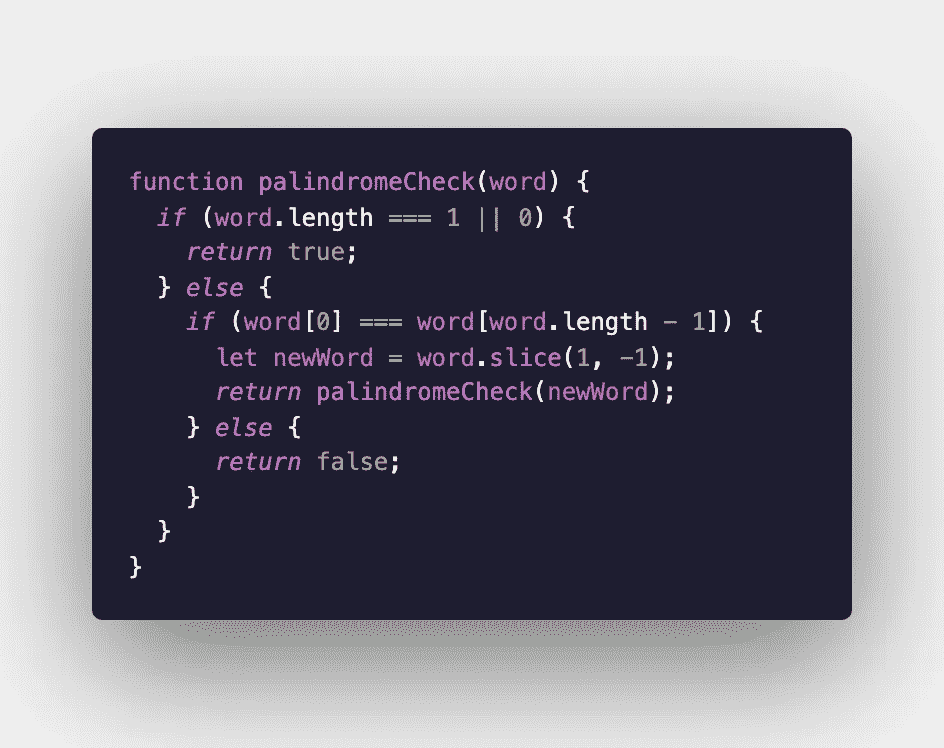 function palindromeCheck(word) {
  if (word.length === 1 || 0) {
    return true;
  } else {
    if (word[0] === word[word.length - 1]) {
      let newWord = word.slice(1, -1);
      return palindromeCheck(newWord);
    } else {
      return false;
    }
  }
}